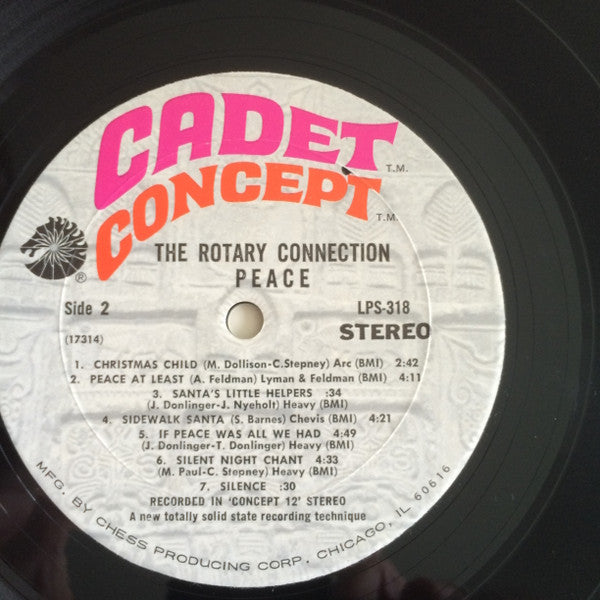 CADET T.M.
CONCEPT T.M.
®
THE ROTARY CONNECTION
PEACE
Side 2 LPS-318
(17314) STEREO
1. CHRISTMAS CHILD (M. Dollison-C.Stepney) Arc (BMI) 2:42
2. PEACE AT LEAST (A. Feldman) Lyman & Feldman (BMI) 4:11
3. SANTA'S LITTLE HELPERS :34
(J. Donlinger-J. Nyeholt) Heavy (BMI)
4. SIDEWALK SANTA (S. Barnes) Chevis (BMI) 4:21
5. IF PEACE WAS ALL WE HAD 4:49
(J. Donlinger-T. Donlinger) Heavy (BMI)
6. SILENT NIGHT CHANT 4:33
(M. Paul-C. Stepney) Heavy (BMI)
7. SILENCE :30
RECORDED IN 'CONCEPT 12' STEREO
A new totally solid state recording technique
MFG. BY CHESS PRODUCING CORP., CHICAGO, IL 60616